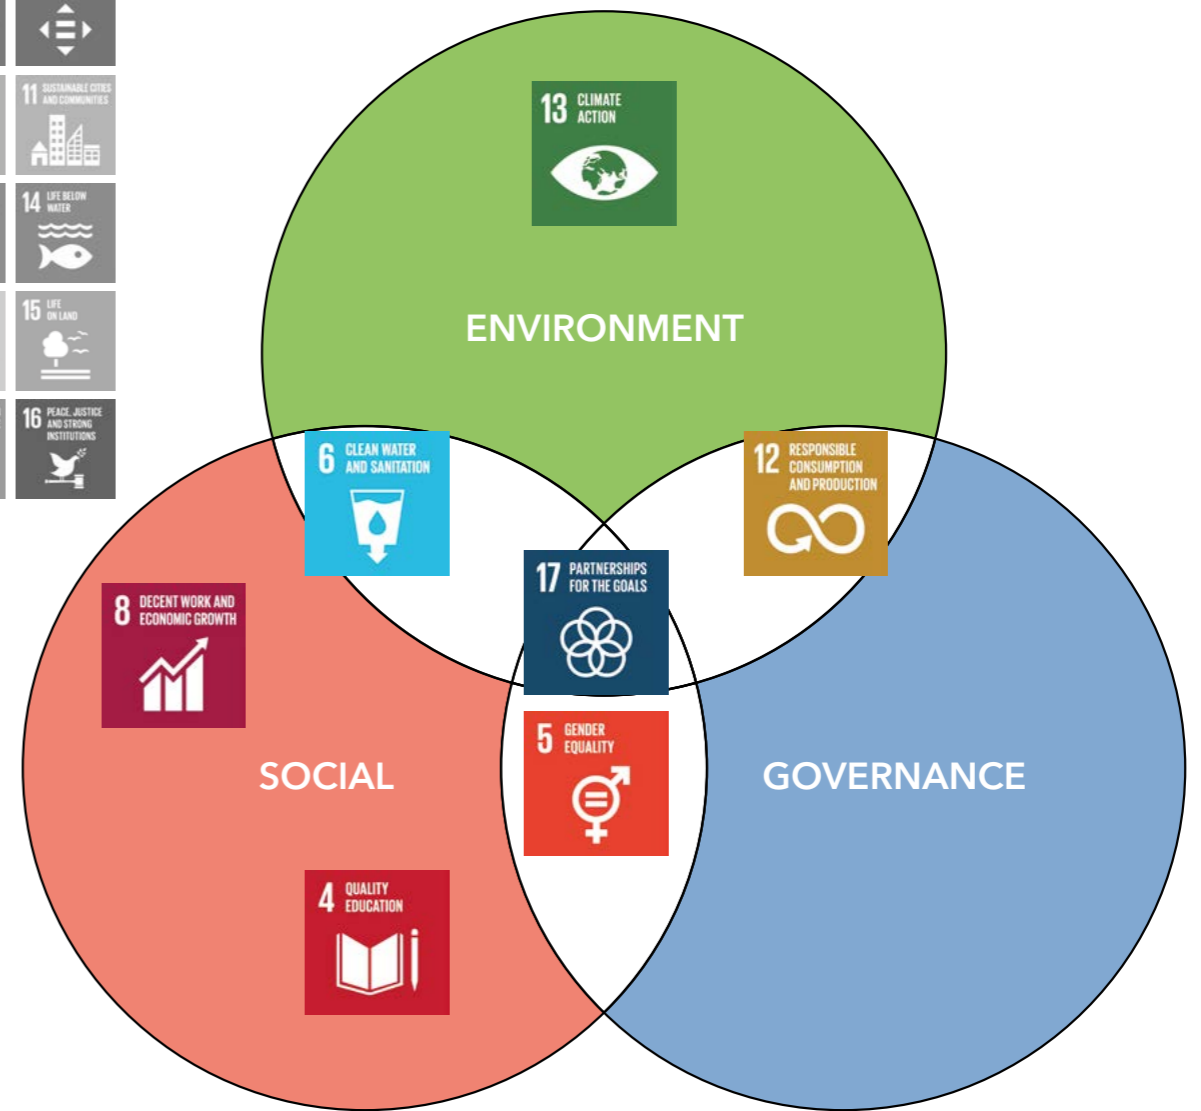 11 SUSTAINABLE CITIES
AND COMMUNITIES
14 LIFE BELOW
WATER
15 LIFE
ON LAND
16 PEACE, JUSTICE
AND STRONG
INSTITUTIONS
13 CLIMATE
ACTION
ENVIRONMENT
6 CLEAN WATER
AND SANITATION
12 RESPONSIBLE
CONSUMPTION
AND PRODUCTION
17 PARTNERSHIPS
FOR THE GOALS
8 DECENT WORK AND
ECONOMIC GROWTH
5 GENDER
EQUALITY
SOCIAL
GOVERNANCE
4 QUALITY
EDUCATION